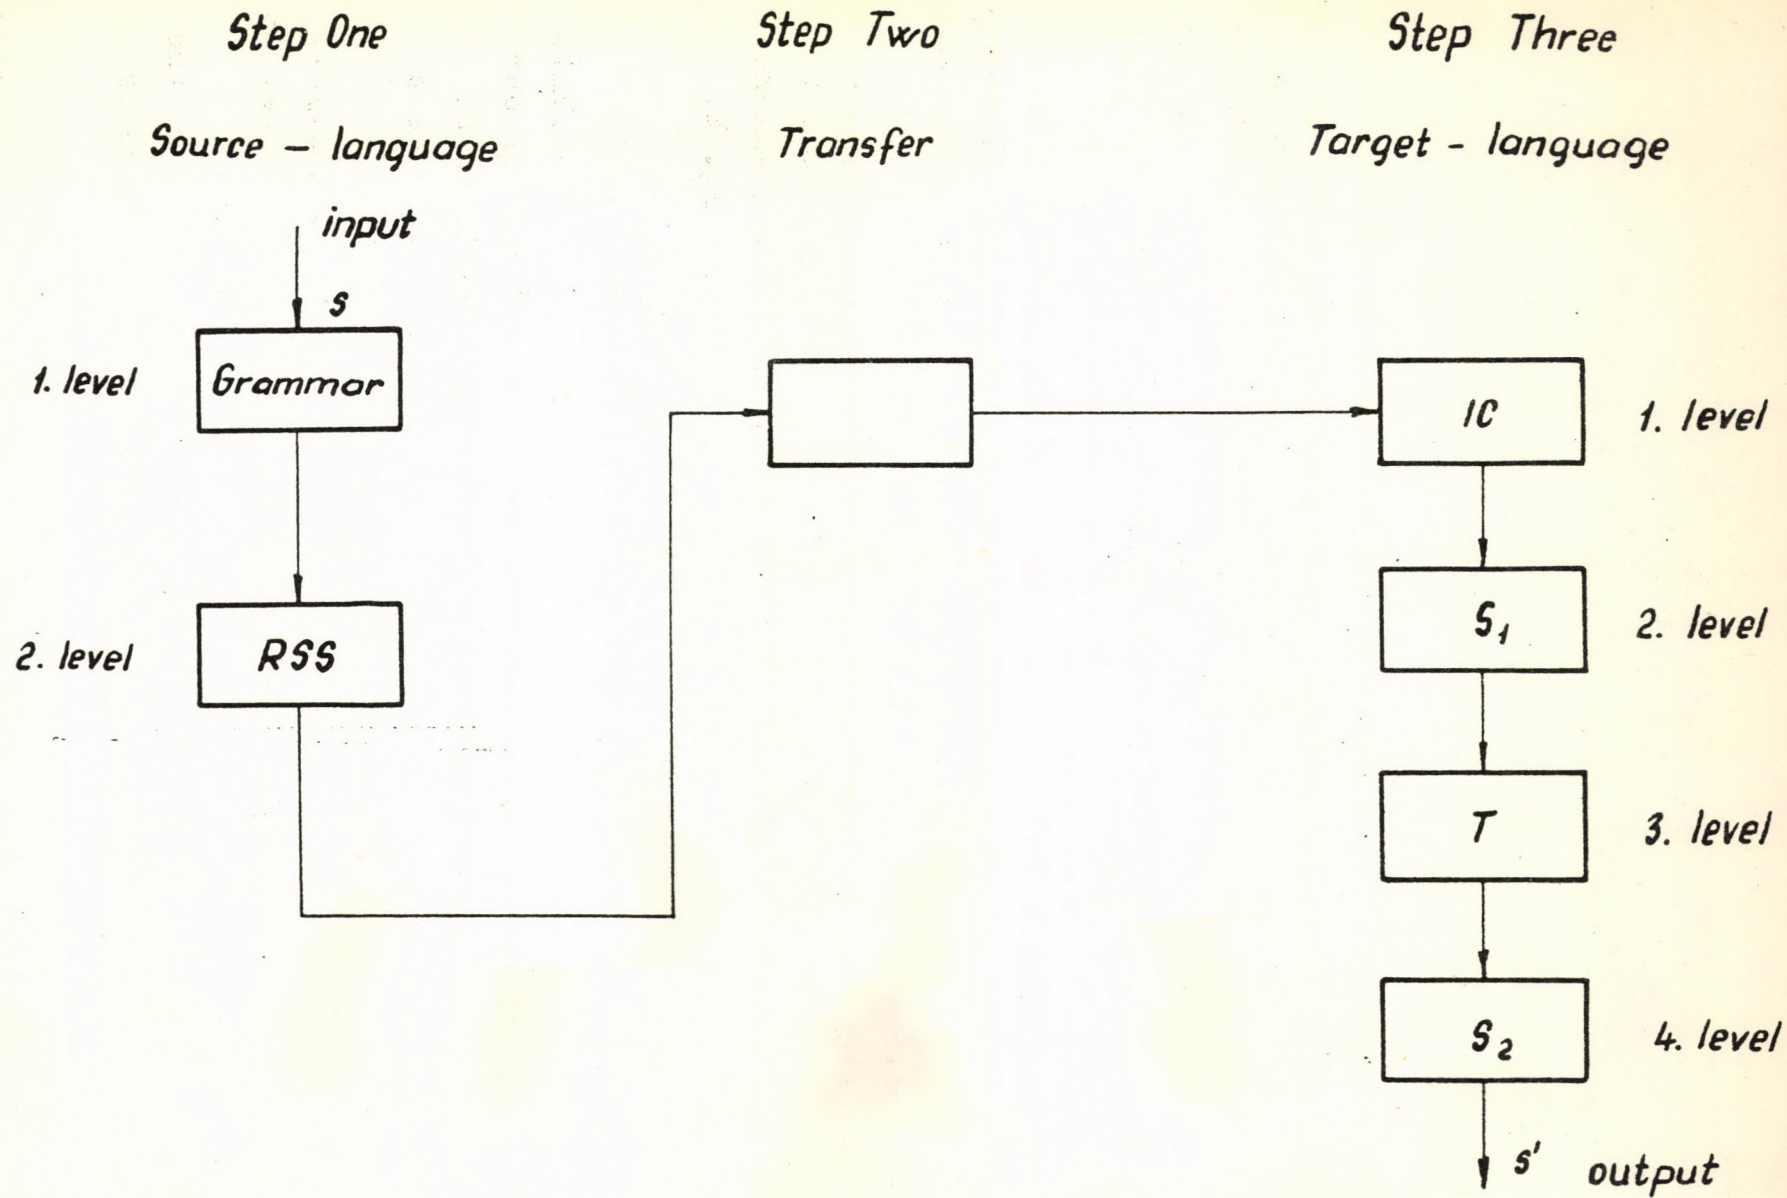 Step One
Step Two
Step Three
Source - language
Transfer
Target - language
input
s
1. level
Grammar
IC
1. level
S₁
2. level
2. level
RSS
T
3. level
S₂
4. level
s' output